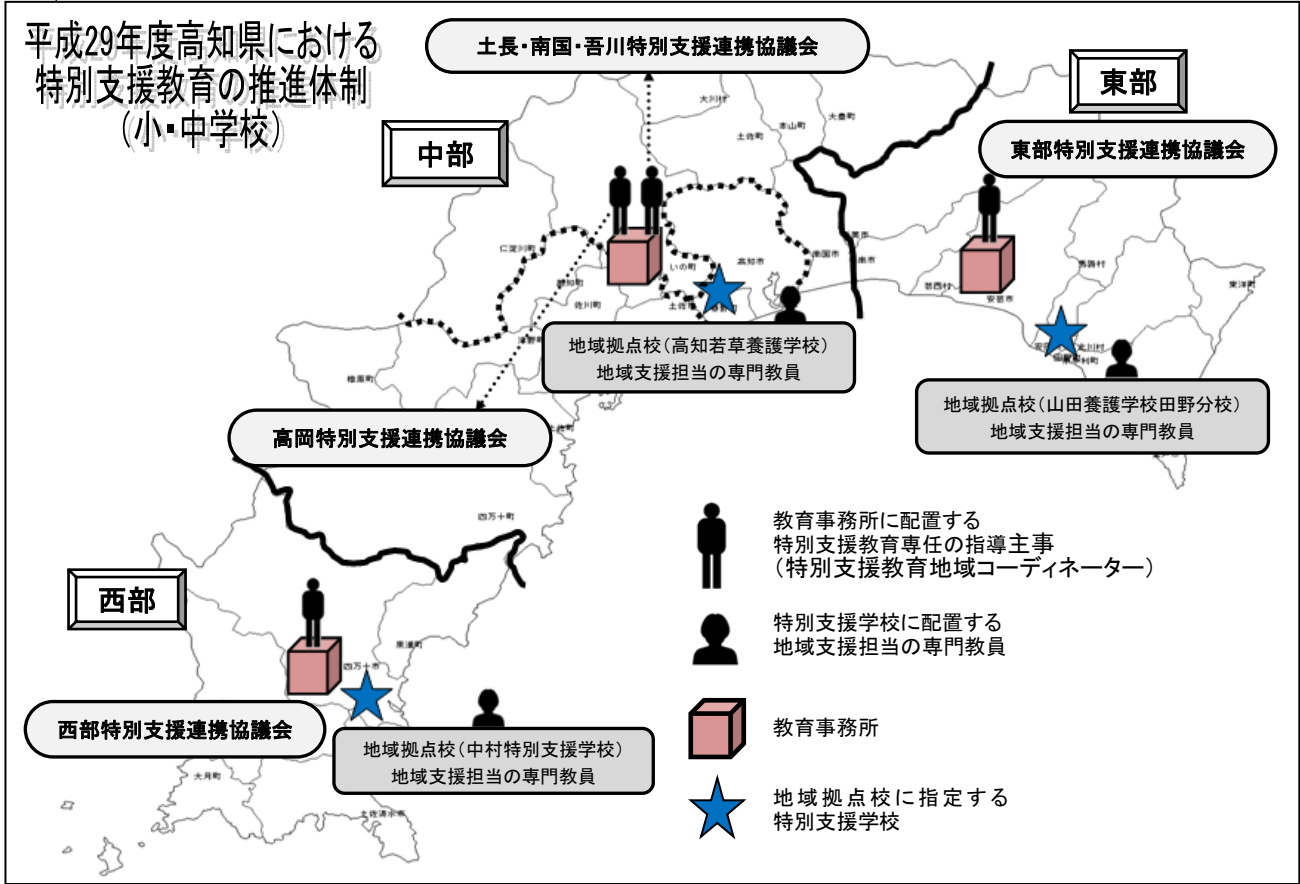 平成29年度高知県における
特別支援教育の推進体制
(小・中学校)
土長・南国・吾川特別支援連携協議会
東部
東部特別支援連携協議会
中部
大川村
土佐町
本山町
大豊町
仁淀川町
いの町
高知市
南国市
佐川町
馬路村
東洋町
芸西村
安芸市
北川村
地域拠点校(高知若草養護学校)
地域支援担当の専門教員
梼原町
地域拠点校(山田養護学校田野分校)
地域支援担当の専門教員
高岡特別支援連携協議会
四万十町
教育事務所に配置する
特別支援教育専任の指導主事
(特別支援教育地域コーディネーター)
西部
黒潮町
四万十市
特別支援学校に配置する
地域支援担当の専門教員
西部特別支援連携協議会
地域拠点校(中村特別支援学校)
地域支援担当の専門教員
教育事務所
大月町
土佐清水市
地域拠点校に指定する
特別支援学校